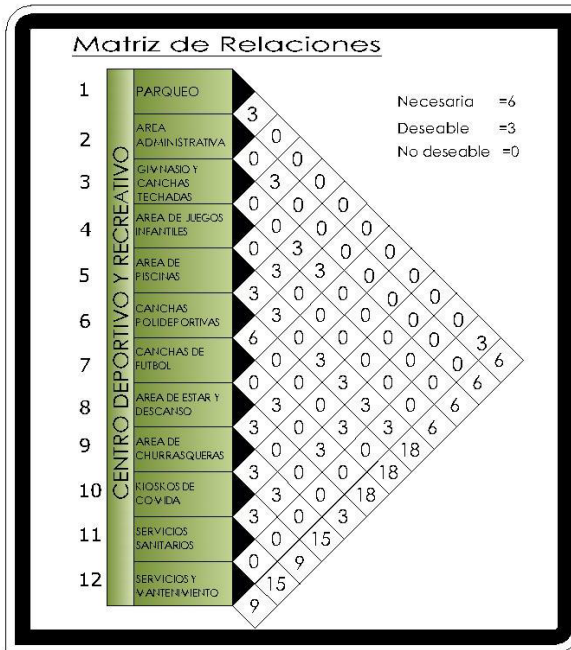 Matriz de Relaciones
Necesaria =6
Deseable =3
No deseable =0
CENTRO DEPORTIVO Y RECREATIVO
1 PARQUEO
2 AREA
ADMINISTRATIVA
3 GIMNASIO Y
CANCHAS
TECHADAS
4 AREA DE JUEGOS
INFANTILES
5 AREA DE
PISCINAS
6 CANCHAS
POLIDEPORTIVAS
7 CANCHAS DE
FUTBOL
8 AREA DE ESTAR Y
DESCANSO
9 AREA DE
CHURRASQUERAS
10 KIOSKOS DE
COMIDA
11 SERVICIOS
SANITARIOS
12 SERVICIOS Y
MANTENIMIENTO
3
0
0 0
3 0
0 0 0
0 0 0
0 3 0 0
3 3 0 0
3 0 0 0 0
3 0 0 0 0
6 0 0 0 3
0 3 0 0 6
0 0 3 0 6
3 0 3 0 6
3 0 3 3 6
0 3 0 18
3 0 0 18
3 0 18
3 0 3
0 15
0 9
15
9